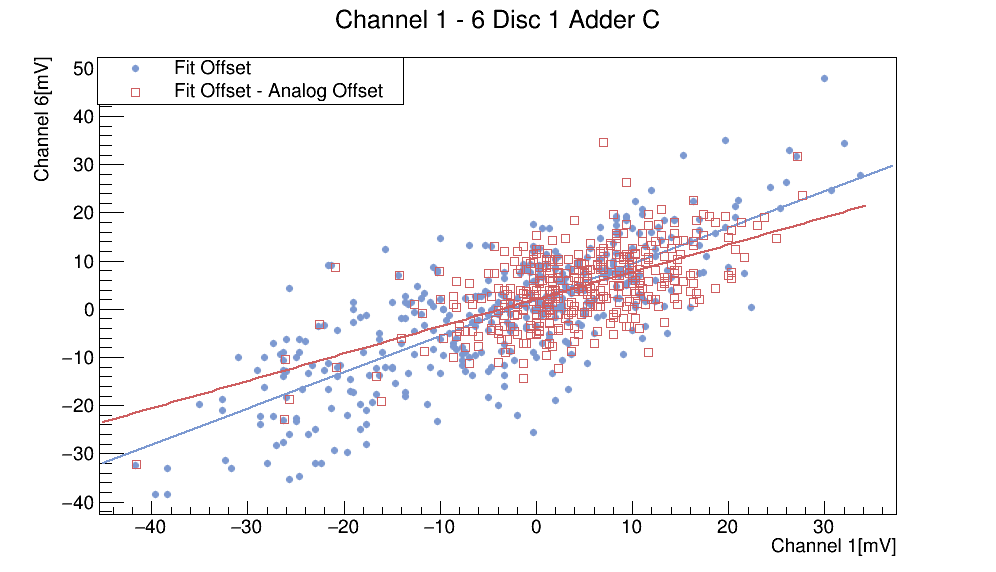 Channel 1 - 6 Disc 1 Adder C
Channel 6[mV]
Fit Offset
Fit Offset - Analog Offset
50
40
30
20
10
0
−10
−20
−30
−40
−40 −30 −20 −10 0 10 20 30
Channel 1[mV]